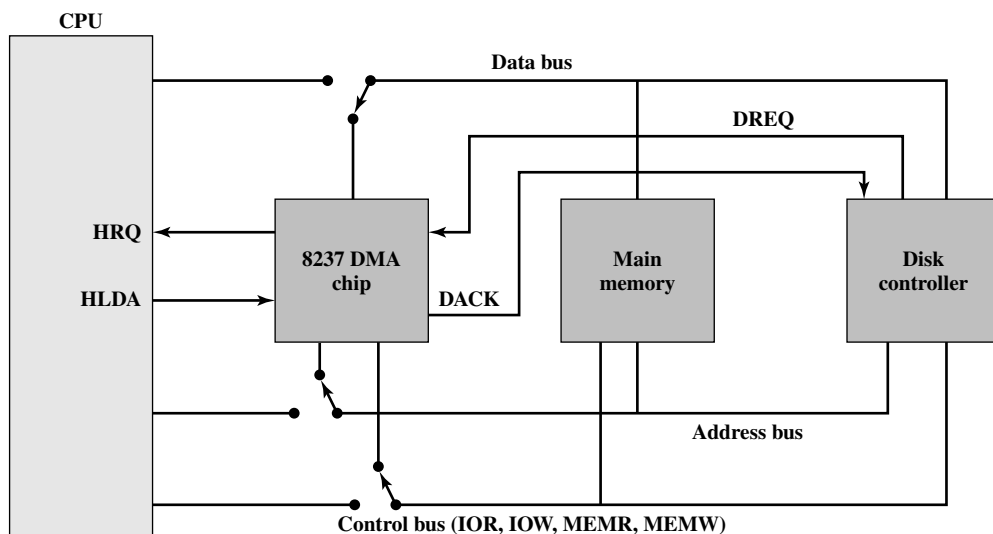 CPU
Data bus
DREQ
HRQ
8237 DMA
chip
Main
memory
Disk
controller
HLDA
DACK
Address bus
Control bus (IOR, IOW, MEMR, MEMW)